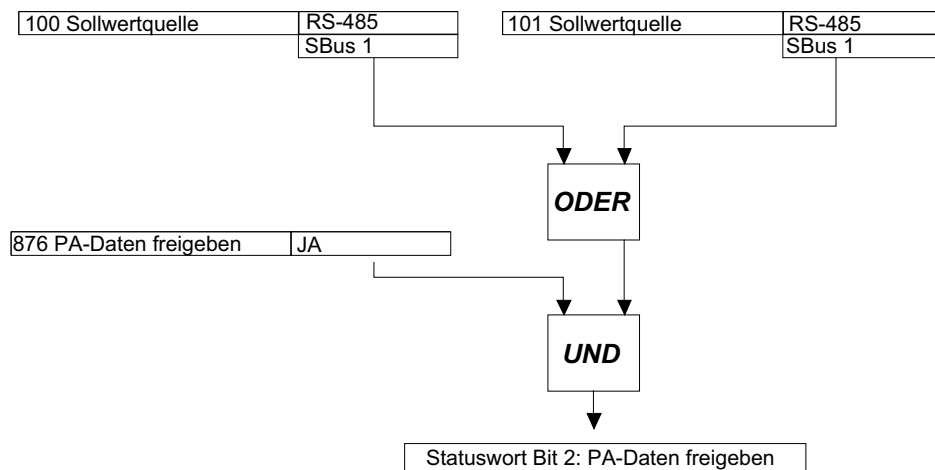 100 Sollwertquelle RS-485
SBus 1
101 Sollwertquelle RS-485
SBus 1
ODER
876 PA-Daten freigeben JA
UND
Statuswort Bit 2: PA-Daten freigeben